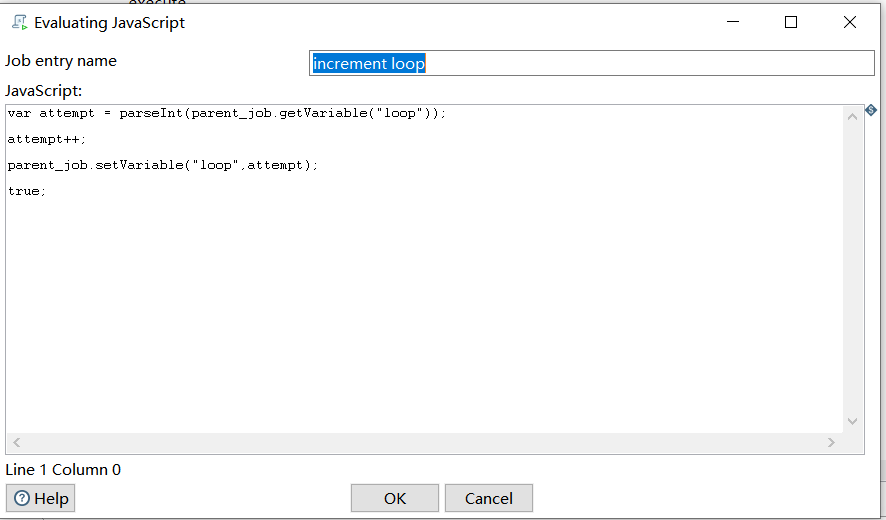 Evaluating JavaScript
Job entry name
increment loop
JavaScript:
var attempt = parseInt(parent_job.getVariable("loop"));
attempt++;
parent_job.setVariable("loop",attempt);
true;
Line 1 Column 0
Help
OK
Cancel